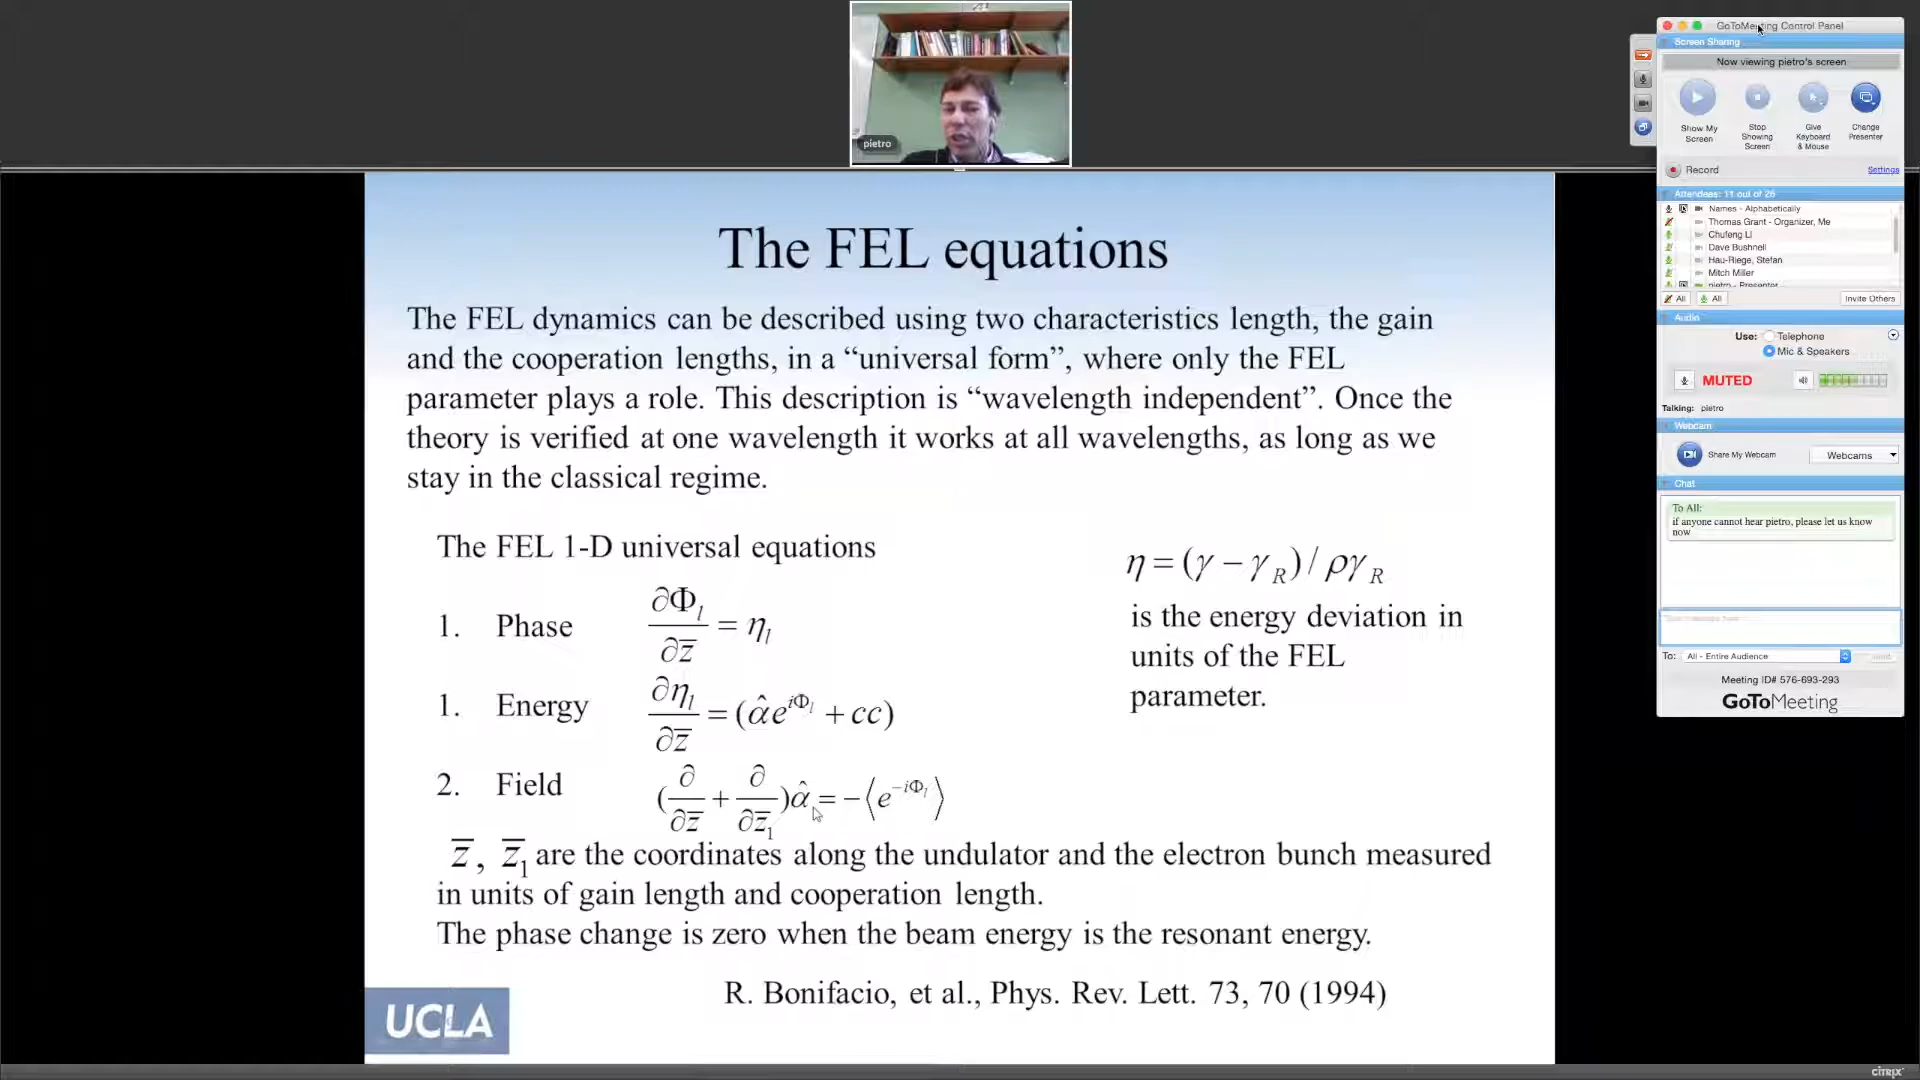 pietro
The FEL equations
The FEL dynamics can be described using two characteristics length, the gain
and the cooperation lengths, in a “universal form”, where only the FEL
parameter plays a role. This description is “wavelength independent”. Once the
theory is verified at one wavelength it works at all wavelengths, as long as we
stay in the classical regime.
The FEL 1-D universal equations
1. Phase ∂Φ_l / ∂z̅ = η_l
1. Energy ∂η_l / ∂z̅ = (α̂e^{iΦ_l} + cc)
2. Field (∂/∂z̅ + ∂/∂z̅_1)α̂ = −⟨e^{−iΦ_l}⟩
η = (γ − γ_R) / ργ_R
is the energy deviation in
units of the FEL
parameter.
z̅, z̅_1 are the coordinates along the undulator and the electron bunch measured
in units of gain length and cooperation length.
The phase change is zero when the beam energy is the resonant energy.
R. Bonifacio, et al., Phys. Rev. Lett. 73, 70 (1994)
UCLA
GoToMeeting Control Panel
Screen Sharing
Now viewing pietro's screen
Show My
Screen
Stop
Showing
Screen
Give
Keyboard
& Mouse
Change
Presenter
Record
Settings
Attendees: 11 out of 26
Names - Alphabetically
Thomas Grant - Organizer, Me
Chufeng Li
Dave Bushnell
Hau-Riege, Stefan
Mitch Miller
pietro - Presenter
All
All
Invite Others
Audio
Use: Telephone
Mic & Speakers
MUTED
Talking: pietro
Webcam
Share My Webcam
Webcams
Chat
To All:
if anyone cannot hear pietro, please let us know
now
To: All - Entire Audience
Meeting ID# 576-693-293
GoToMeeting
CITRIX